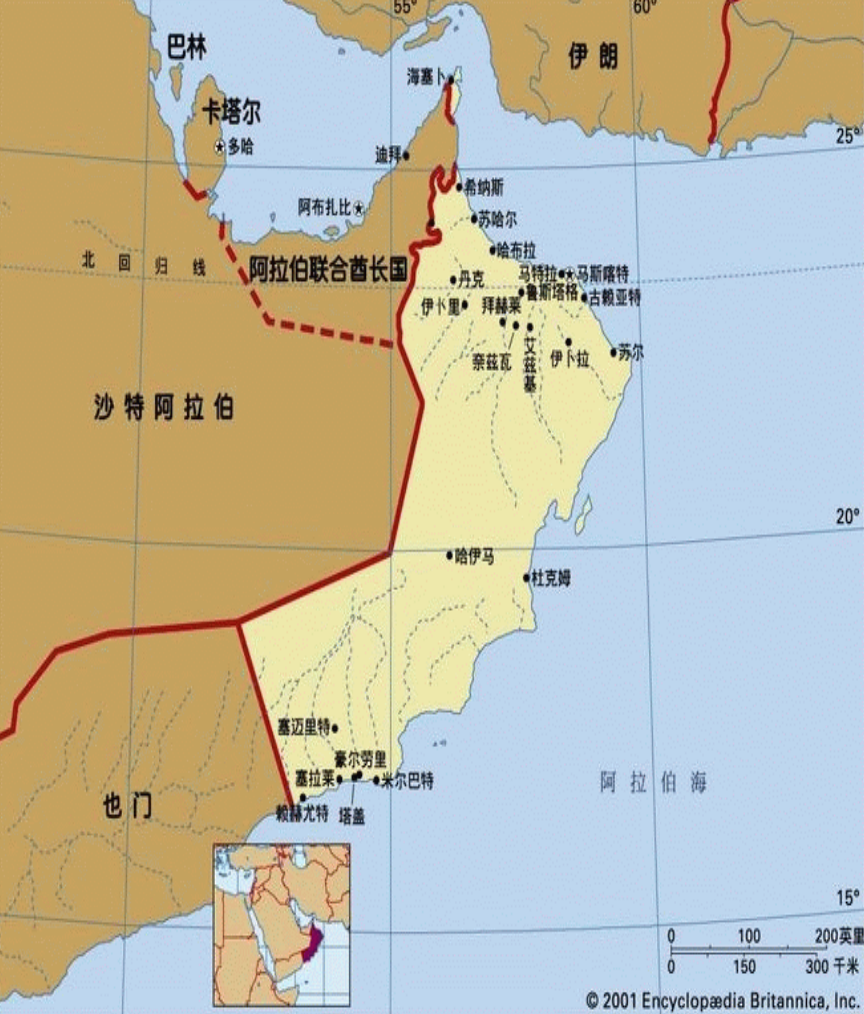 55°
60°
巴林
伊朗
海塞卜
卡塔尔
多哈
25°
迪拜
希纳斯
阿布扎比
苏哈尔
哈布拉
北回归线
阿拉伯联合酋长国
丹克
马特拉
马斯喀特
鲁斯塔格
古赖亚特
伊卜里
拜赫莱
奈兹瓦
艾兹基
伊卜拉
苏尔
沙特阿拉伯
20°
哈伊马
杜克姆
塞迈里特
豪尔劳里
塞拉莱
米尔巴特
赖赫尤特
塔盖
也门
阿拉伯海
15°
0 100 200英里
0 150 300千米
© 2001 Encyclopædia Britannica, Inc.